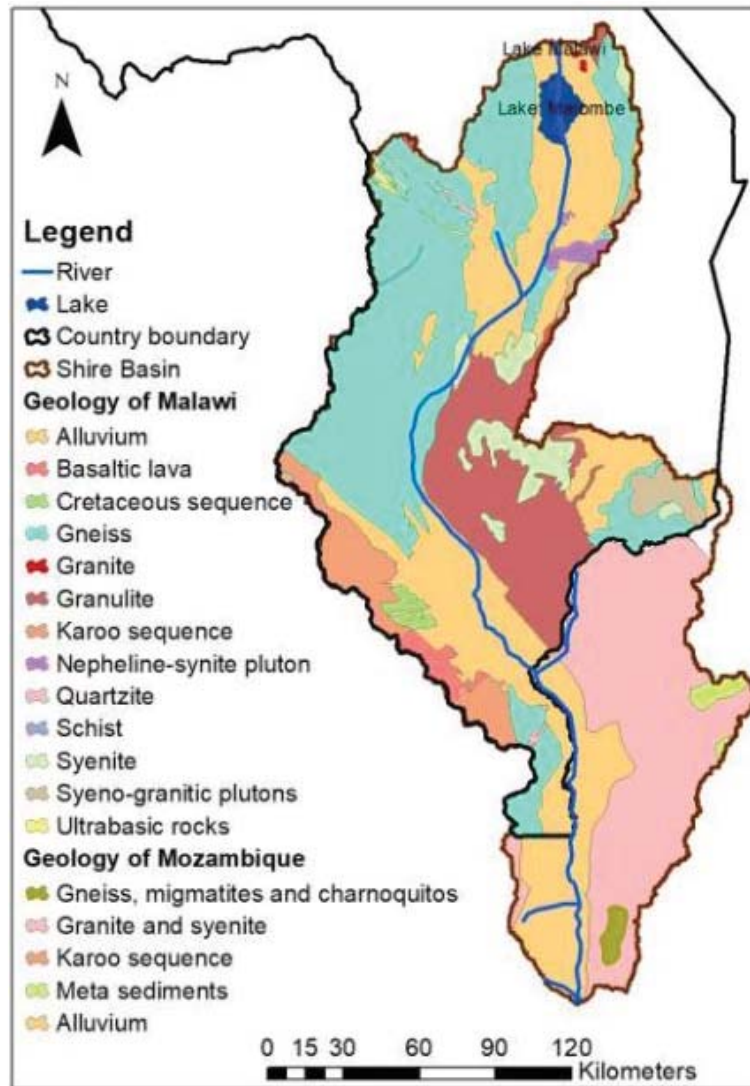 Lake Malawi
N
Lake Malombe
Legend
River
Lake
Country boundary
Shire Basin
Geology of Malawi
Alluvium
Basaltic lava
Cretaceous sequence
Gneiss
Granite
Granulite
Karoo sequence
Nepheline-synite pluton
Quartzite
Schist
Syenite
Syeno-granitic plutons
Ultrabasic rocks
Geology of Mozambique
Gneiss, migmatites and charnoquitos
Granite and syenite
Karoo sequence
Meta sediments
Alluvium
0 15 30 60 90 120
Kilometers